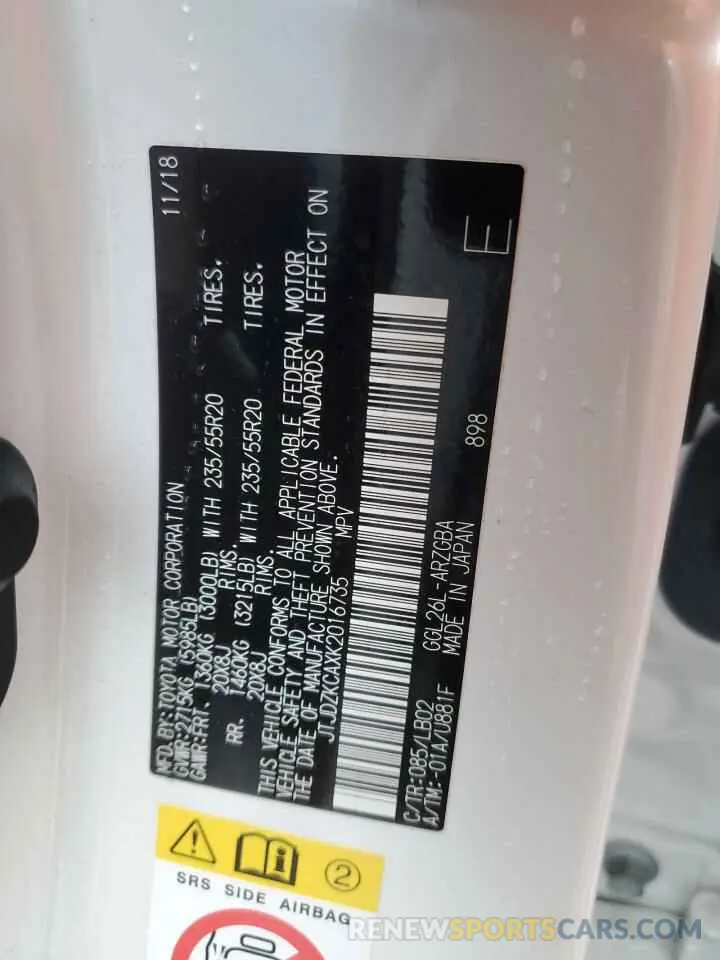 MFD. BY: TOYOTA MOTOR CORPORATION 11/18
GVWR: 2715KG (5985LB)
GAWR: FRT. 1360KG (3000LB) WITH 235/55R20 TIRES,
20X8J RIMS.
RR. 1460KG (3215LB) WITH 235/55R20 TIRES,
20X8J RIMS.
THIS VEHICLE CONFORMS TO ALL APPLICABLE FEDERAL MOTOR
VEHICLE SAFETY AND THEFT PREVENTION STANDARDS IN EFFECT ON
THE DATE OF MANUFACTURE SHOWN ABOVE.
JTJDZKCAXK2016735 MPV
C/TR: 085/LB02 GGL26L-ARZGBA
A/TM: -01A/U881F MADE IN JAPAN 898 E
2
SRS SIDE AIRBAG
RENEWSPORTSCARS.COM